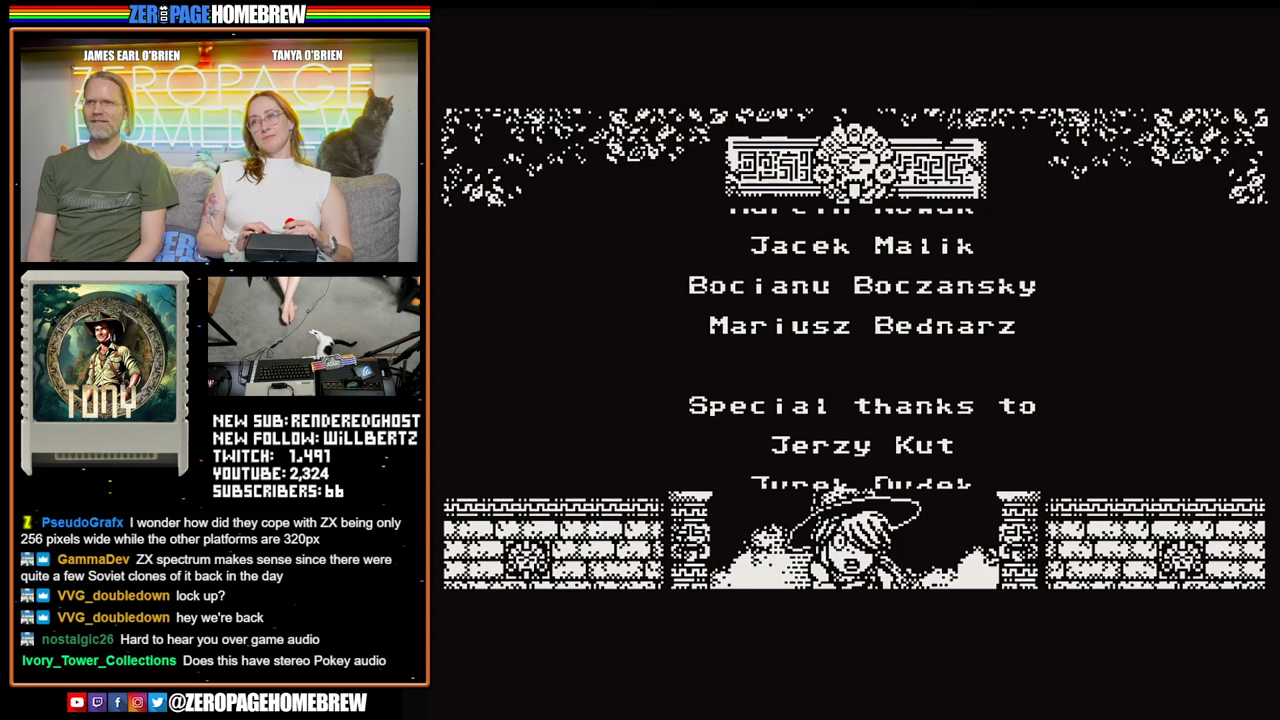 ZEROPAGE HOMEBREW
JAMES EARL O'BRIEN
TANYA O'BRIEN
ZEROPAGE
HOMEBREW
TONY
NEW SUB: RENDEREDGHOST
NEW FOLLOW: WILLBERTZ
TWITCH: 1,491
YOUTUBE: 2,324
SUBSCRIBERS: 66
PseudoGrafx I wonder how did they cope with ZX being only
256 pixels wide while the other platforms are 320px
GammaDev ZX spectrum makes sense since there were
quite a few Soviet clones of it back in the day
VVG_doubledown lock up?
VVG_doubledown hey we're back
nostalgic26 Hard to hear you over game audio
Ivory_Tower_Collections Does this have stereo Pokey audio
@ZEROPAGEHOMEBREW
Jacek Malik
Bocianu Boczansky
Mariusz Bednarz
Special thanks to
Jerzy Kut